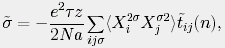 σ̃ = − e²τz / 2Na ∑_{ijσ} ⟨X_i^{2σ} X_j^{σ2}⟩ t̃_{ij}(n),